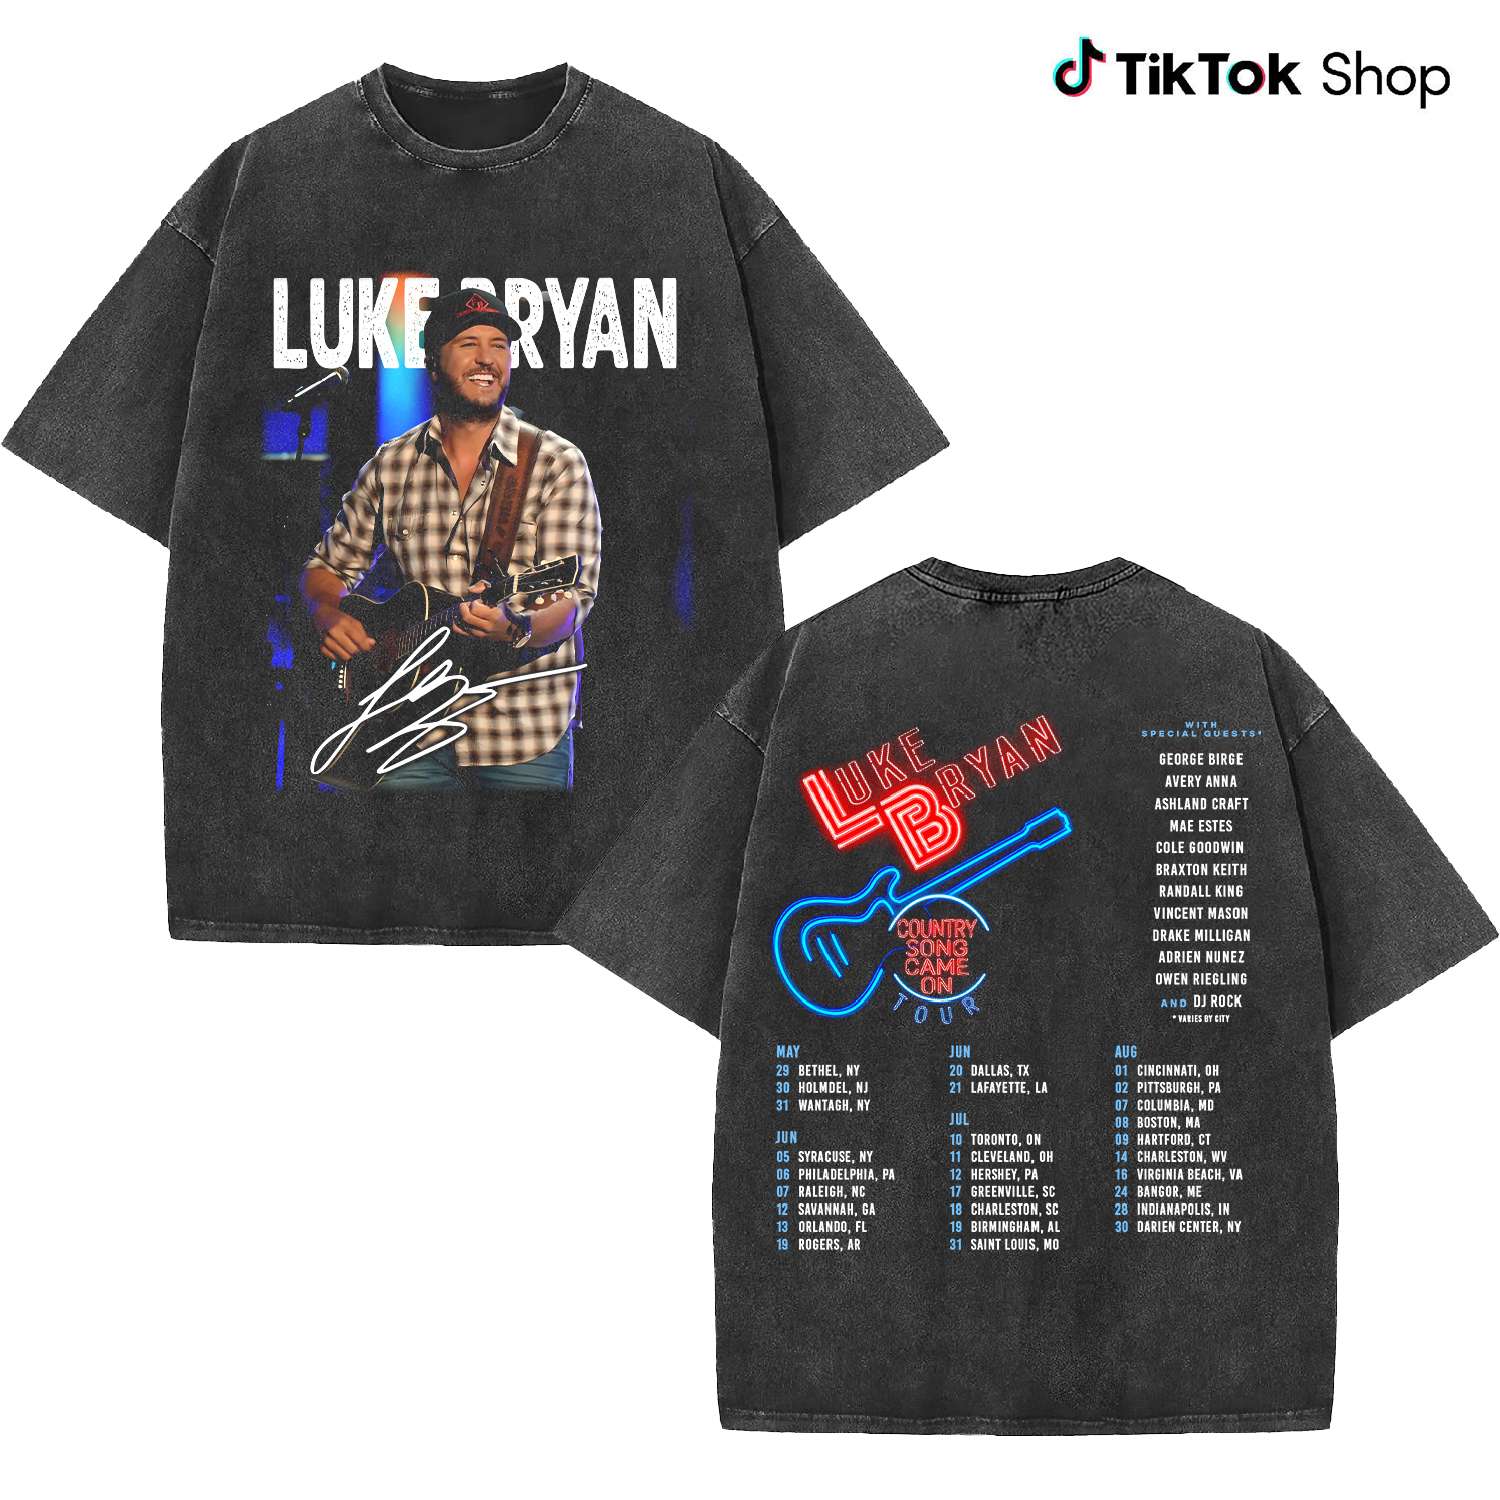 TikTok Shop
LUKE BRYAN
LUKE BRYAN
COUNTRY
SONG
CAME
ON
TOUR
WITH
SPECIAL GUESTS*
GEORGE BIRGE
AVERY ANNA
ASHLAND CRAFT
MAE ESTES
COLE GOODWIN
BRAXTON KEITH
RANDALL KING
VINCENT MASON
DRAKE MILLIGAN
ADRIEN NUNEZ
OWEN RIEGLING
AND DJ ROCK
* VARIES BY CITY
MAY
29 BETHEL, NY
30 HOLMDEL, NJ
31 WANTAGH, NY
JUN
05 SYRACUSE, NY
06 PHILADELPHIA, PA
07 RALEIGH, NC
12 SAVANNAH, GA
13 ORLANDO, FL
19 ROGERS, AR
JUN
20 DALLAS, TX
21 LAFAYETTE, LA
JUL
10 TORONTO, ON
11 CLEVELAND, OH
12 HERSHEY, PA
17 GREENVILLE, SC
18 CHARLESTON, SC
19 BIRMINGHAM, AL
31 SAINT LOUIS, MO
AUG
01 CINCINNATI, OH
02 PITTSBURGH, PA
07 COLUMBIA, MD
08 BOSTON, MA
09 HARTFORD, CT
14 CHARLESTON, WV
16 VIRGINIA BEACH, VA
24 BANGOR, ME
28 INDIANAPOLIS, IN
30 DARIEN CENTER, NY